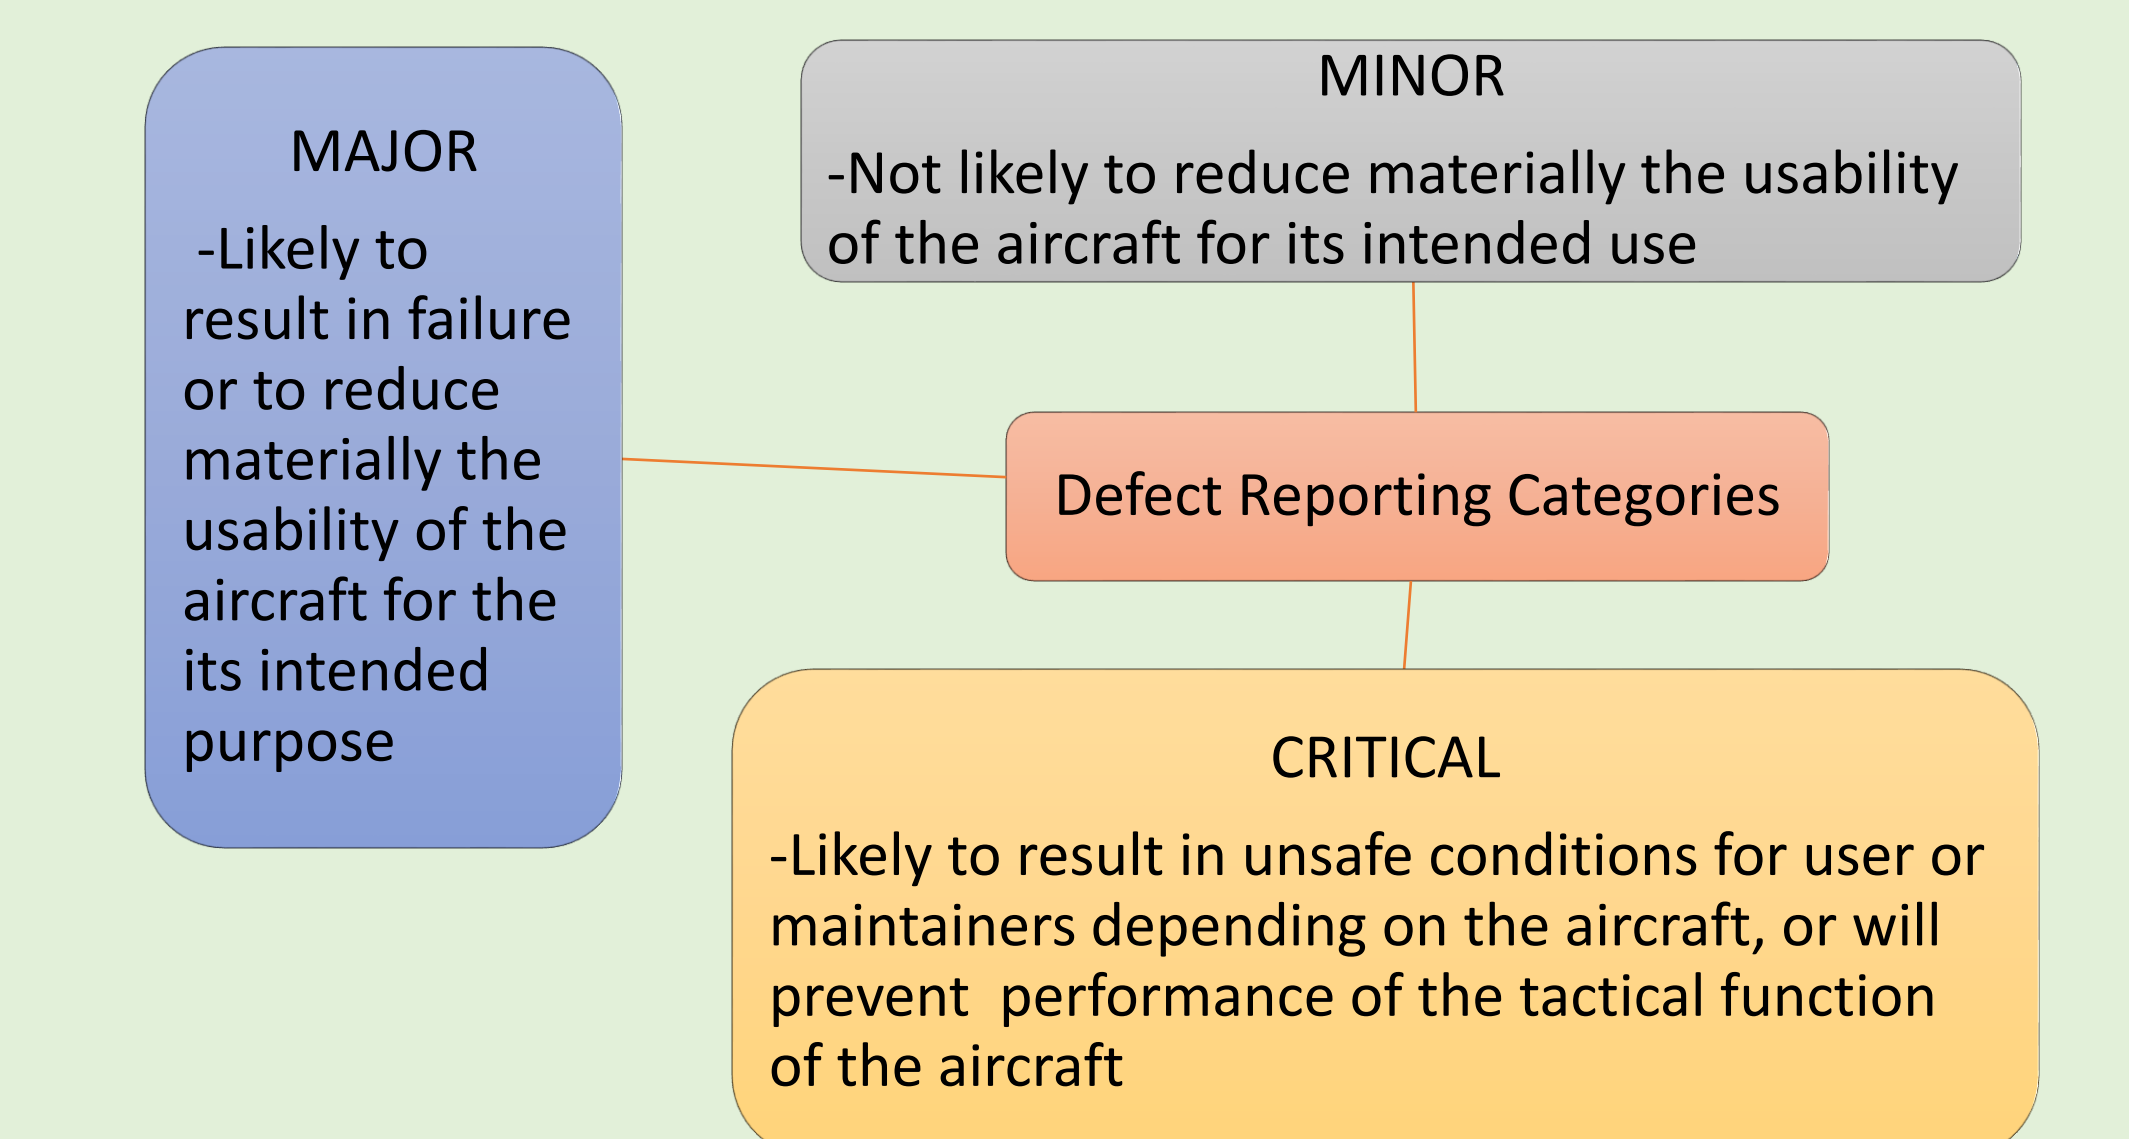 MAJOR
-Likely to
result in failure
or to reduce
materially the
usability of the
aircraft for the
its intended
purpose
MINOR
-Not likely to reduce materially the usability
of the aircraft for its intended use
Defect Reporting Categories
CRITICAL
-Likely to result in unsafe conditions for user or
maintainers depending on the aircraft, or will
prevent  performance of the tactical function
of the aircraft